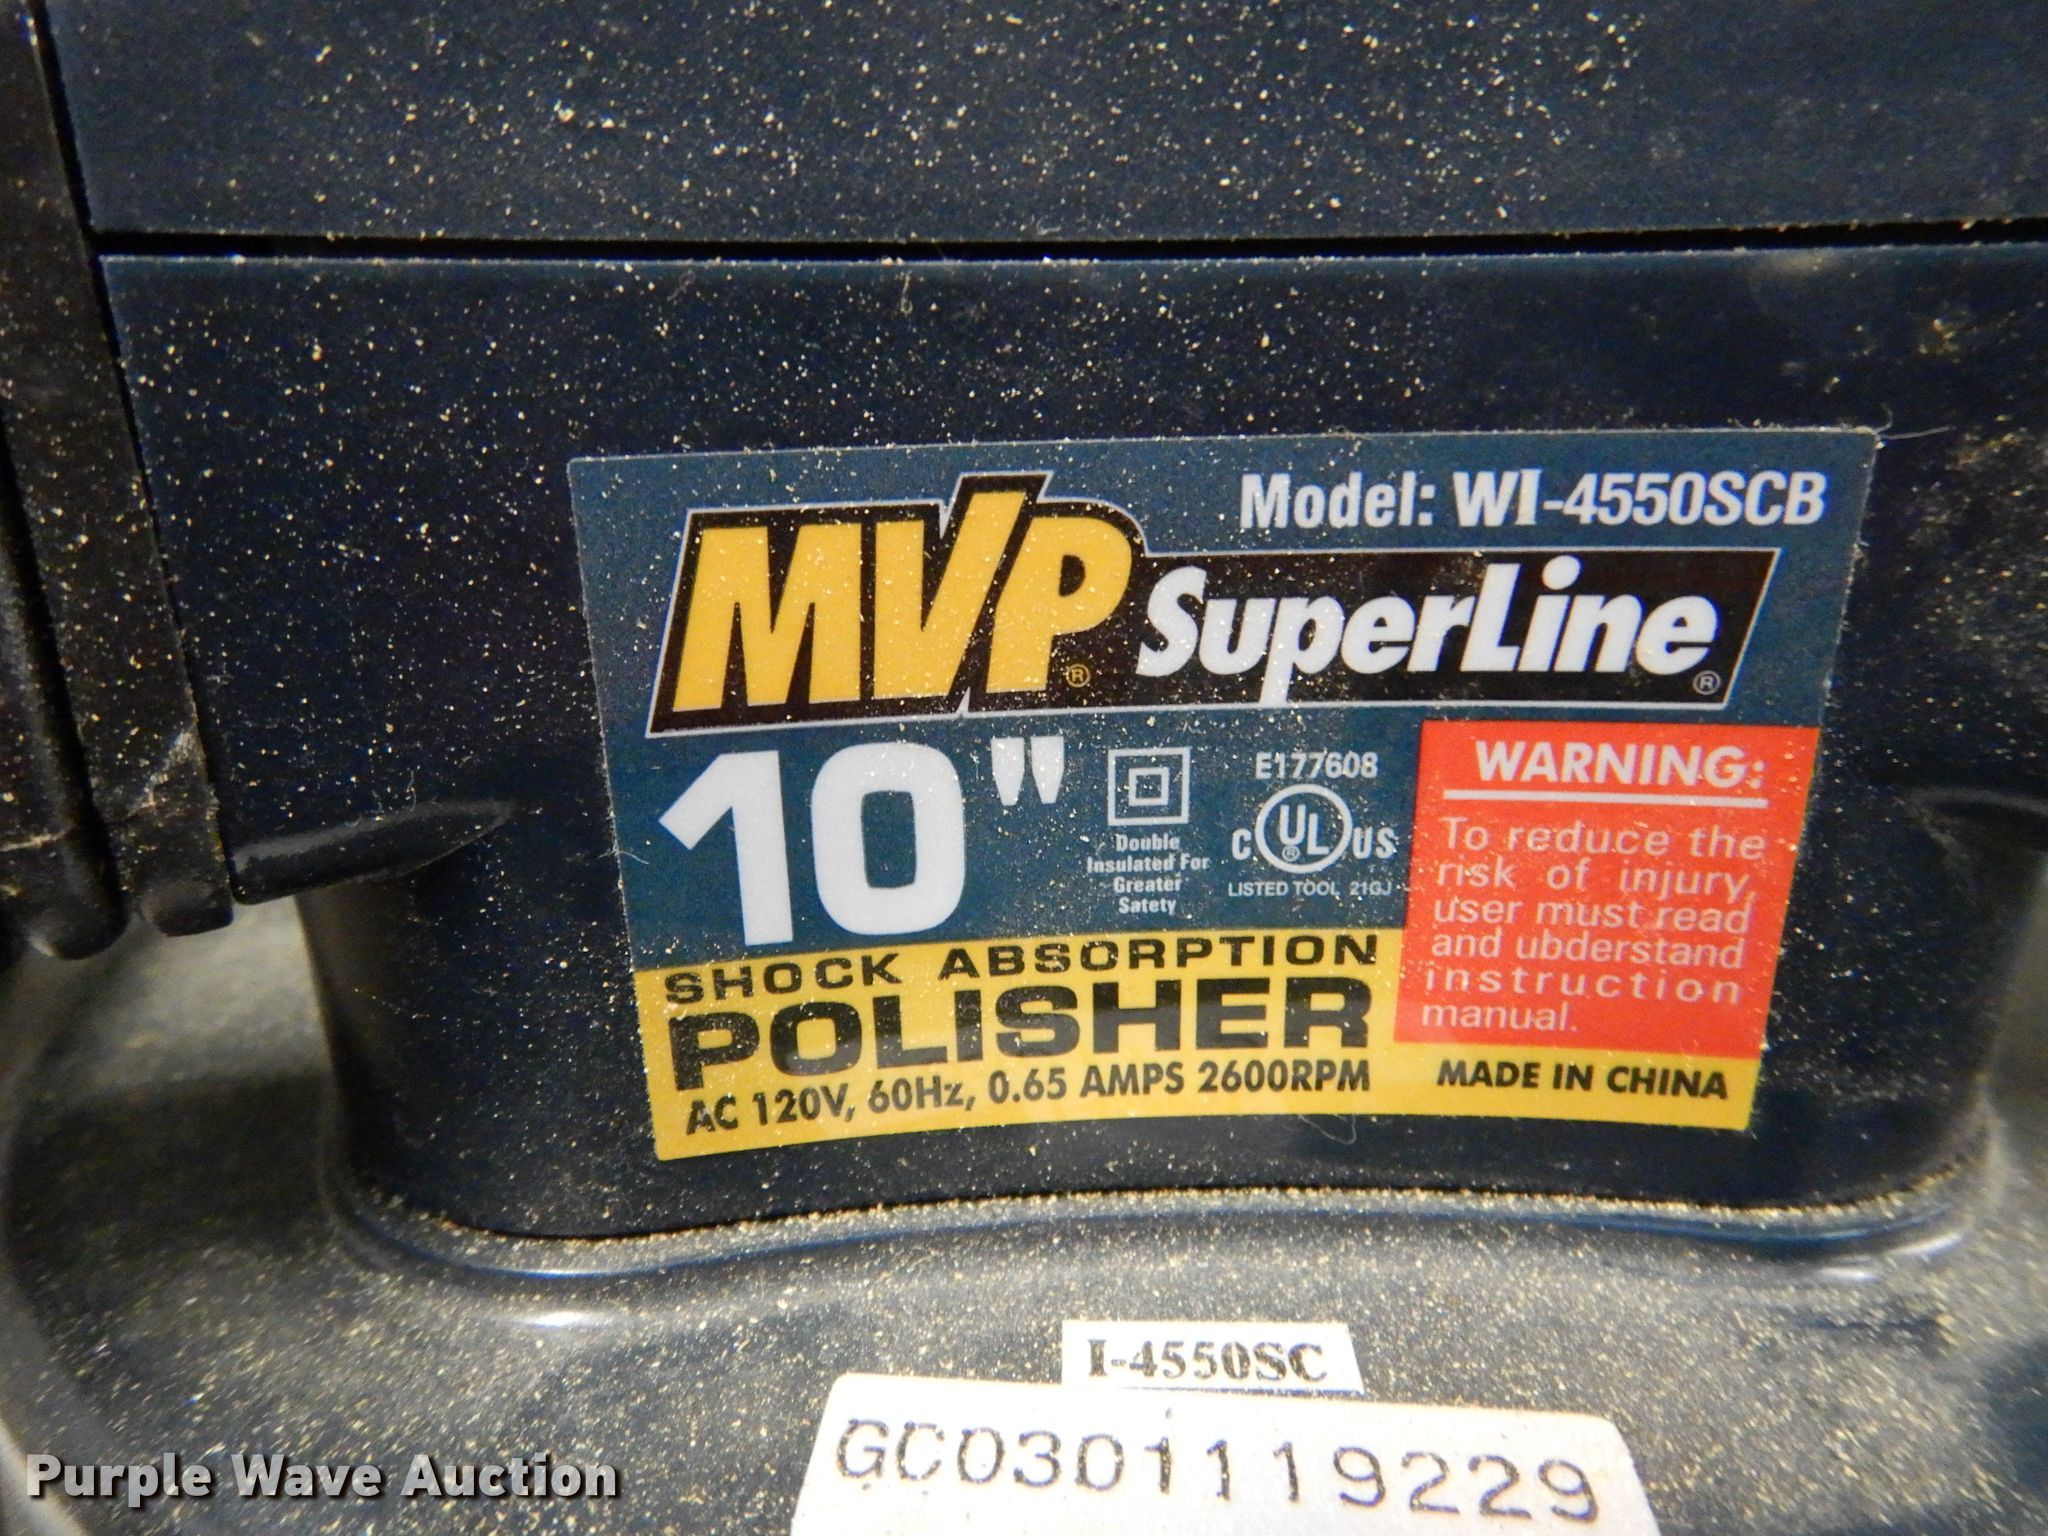 Model: WI-4550SCB
MVP® SuperLine®
10"
Double
Insulated For
Greater
Satety
E177608
C UL® US
LISTED TOOL 21GJ
WARNING:
To reduce the
risk of injury,
user must read
and ubderstand
instruction
manual.
SHOCK ABSORPTION
POLISHER
AC 120V, 60Hz, 0.65 AMPS 2600RPM
MADE IN CHINA
I-4550SC
GC0301119229
Purple Wave Auction